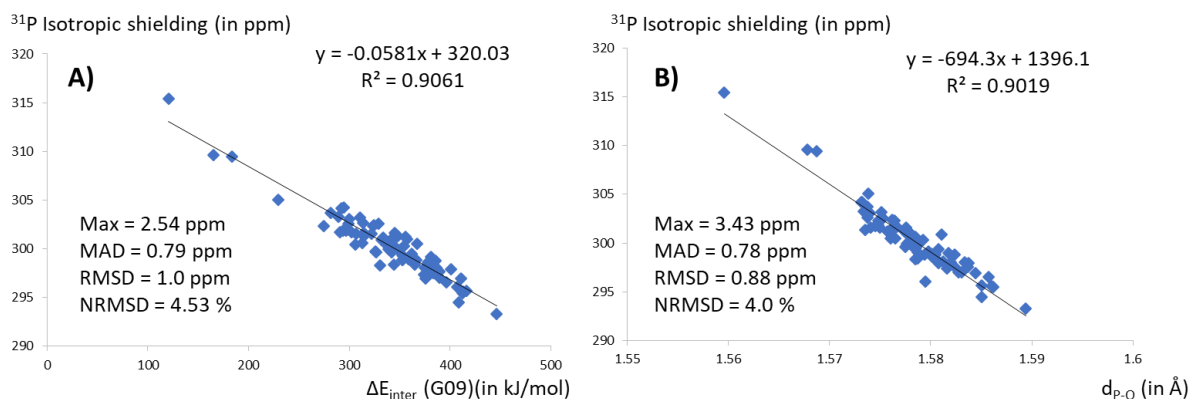 ³¹P Isotropic shielding (in ppm)
A)
y = -0.0581x + 320.03
R² = 0.9061
320
315
310
305
300
295
290
Max = 2.54 ppm
MAD = 0.79 ppm
RMSD = 1.0 ppm
NRMSD = 4.53 %
0 100 200 300 400 500
ΔE_inter (G09)(in kJ/mol)
³¹P Isotropic shielding (in ppm)
B)
y = -694.3x + 1396.1
R² = 0.9019
320
315
310
305
300
295
290
Max = 3.43 ppm
MAD = 0.78 ppm
RMSD = 0.88 ppm
NRMSD = 4.0 %
1.55 1.56 1.57 1.58 1.59 1.6
d_P-O (in Å)